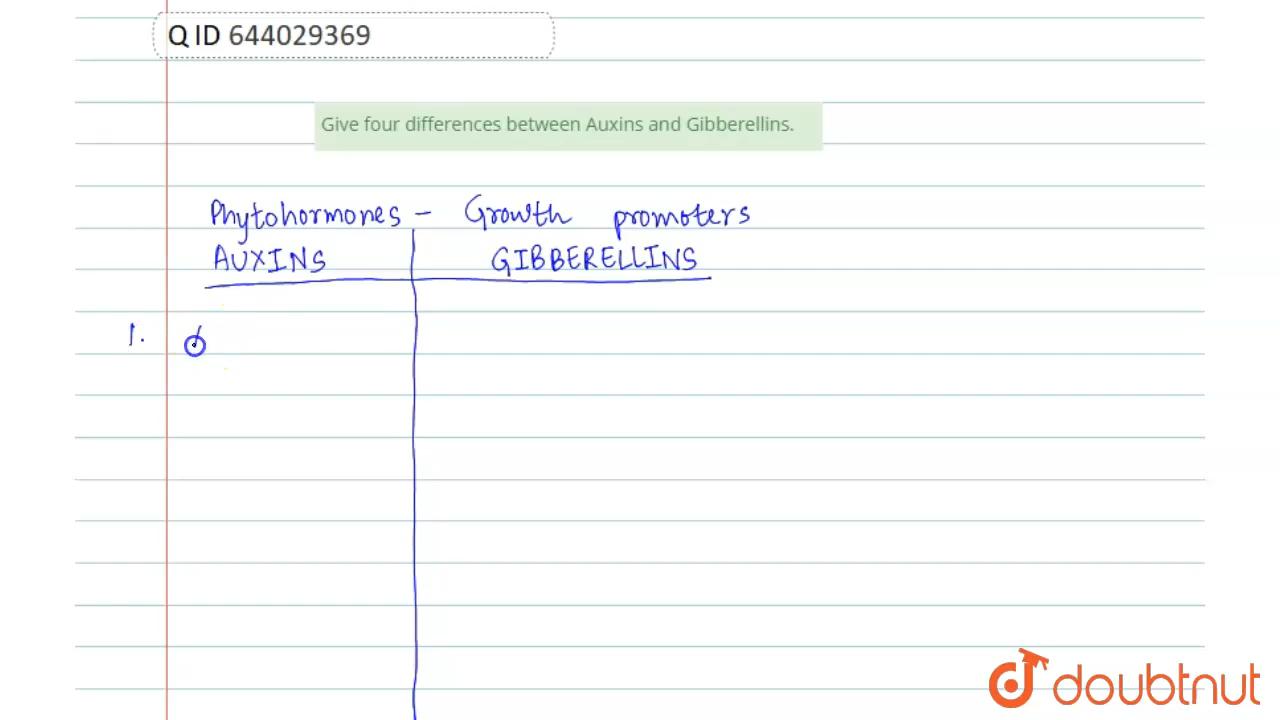 Q ID 644029369
Give four differences between Auxins and Gibberellins.
Phytohormones - Growth promoters
AUXINS GIBBERELLINS
1.
doubtnut